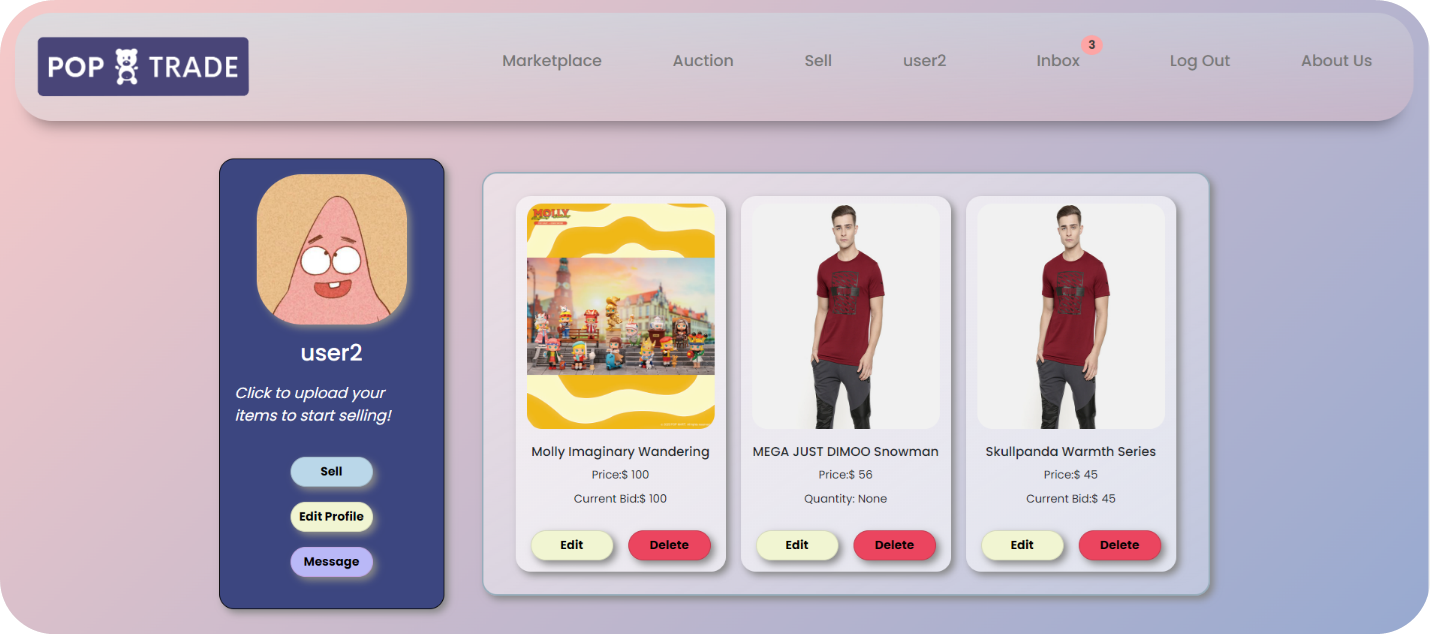 POP TRADE
Marketplace
Auction
Sell
user2
Inbox
3
Log Out
About Us
user2
Click to upload your
items to start selling!
Sell
Edit Profile
Message
MOLLY
Molly Imaginary Wandering
Price:$ 100
Current Bid:$ 100
Edit
Delete
MEGA JUST DIMOO Snowman
Price:$ 56
Quantity: None
Edit
Delete
Skullpanda Warmth Series
Price:$ 45
Current Bid:$ 45
Edit
Delete